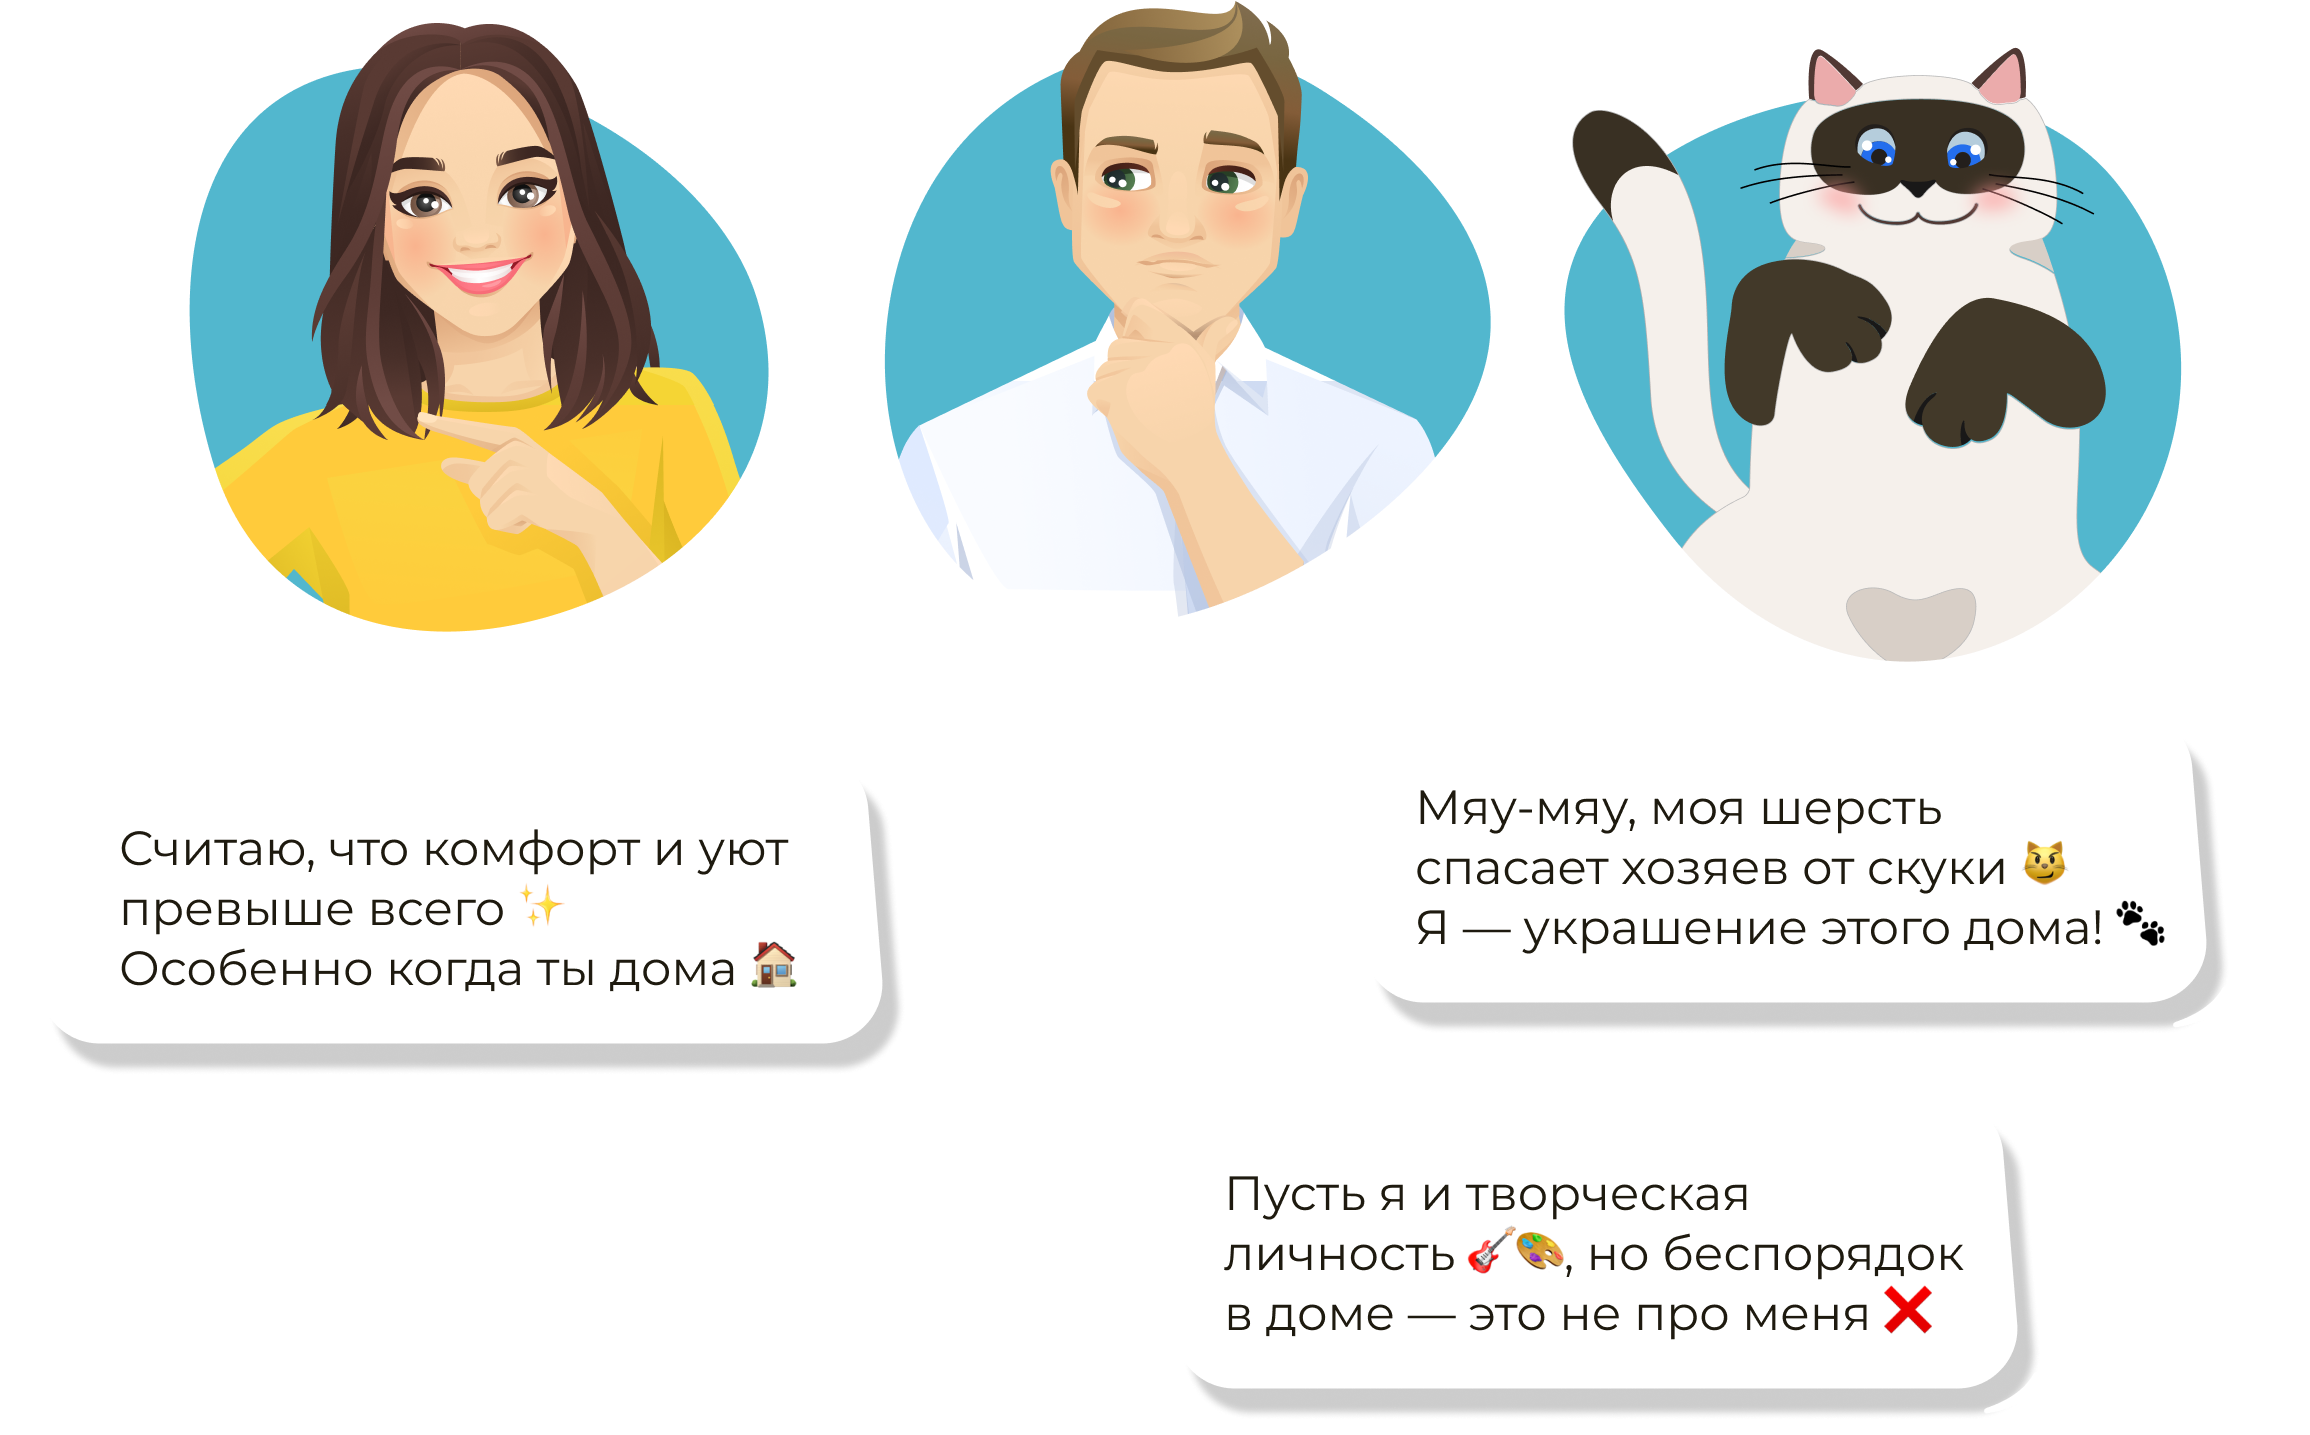 Считаю, что комфорт и уют
превыше всего ✨
Особенно когда ты дома 🏠
Мяу-мяу, моя шерсть
спасает хозяев от скуки 😼
Я — украшение этого дома! 🐾
Пусть я и творческая
личность 🎸🎨, но беспорядок
в доме — это не про меня ❌